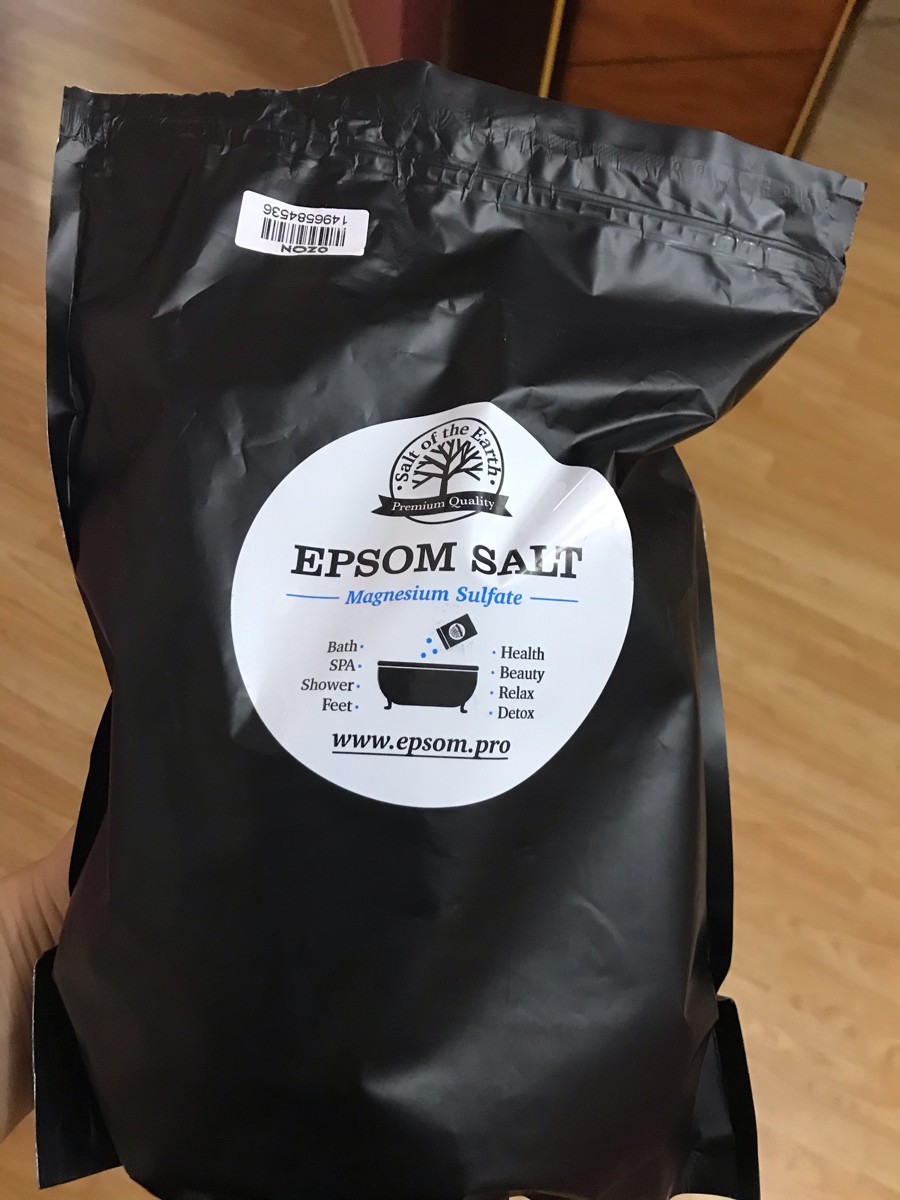 OZON
1496584536
Salt of the Earth
Premium Quality
EPSOM SALT
Magnesium Sulfate
Bath
SPA
Shower
Feet
Health
Beauty
Relax
Detox
www.epsom.pro